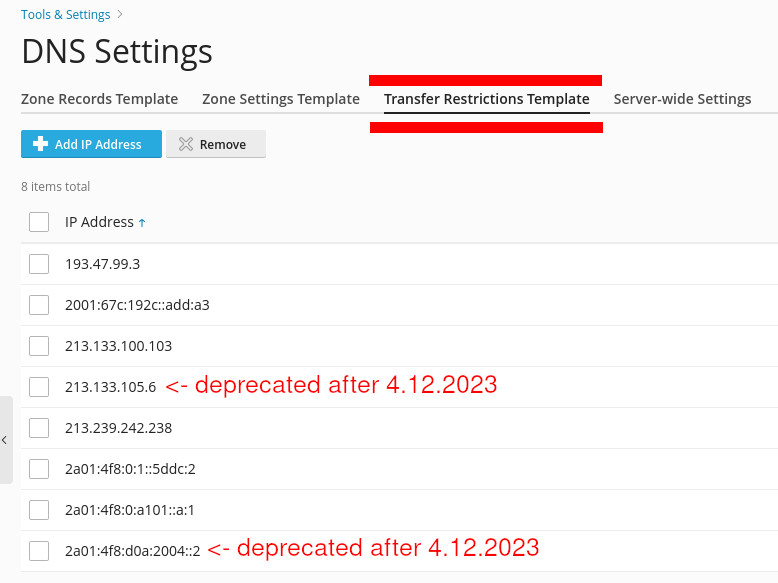 Tools & Settings >
DNS Settings
Zone Records Template Zone Settings Template Transfer Restrictions Template Server-wide Settings
Add IP Address Remove
8 items total
IP Address ↑
193.47.99.3
2001:67c:192c::add:a3
213.133.100.103
213.133.105.6 <- deprecated after 4.12.2023
213.239.242.238
2a01:4f8:0:1::5ddc:2
2a01:4f8:0:a101::a:1
2a01:4f8:d0a:2004::2 <- deprecated after 4.12.2023